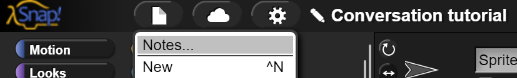 Snap!
Conversation tutorial
Motion
Looks
Notes...
New ^N
Sprite